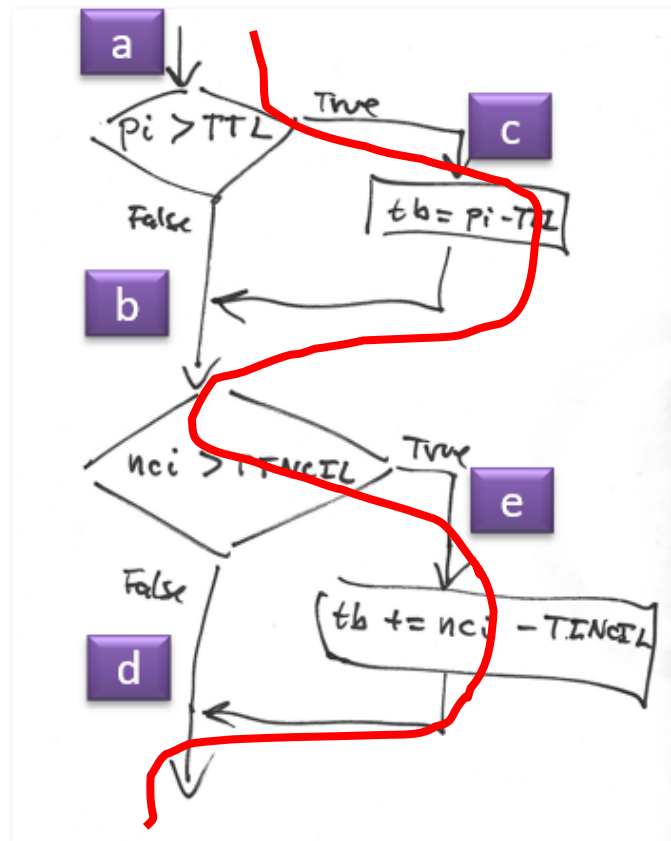 a
True
pi > TTL
c
tb = pi - TTL
False
b
True
nci > TINCIL
e
False
tb += nci - TINCIL
d